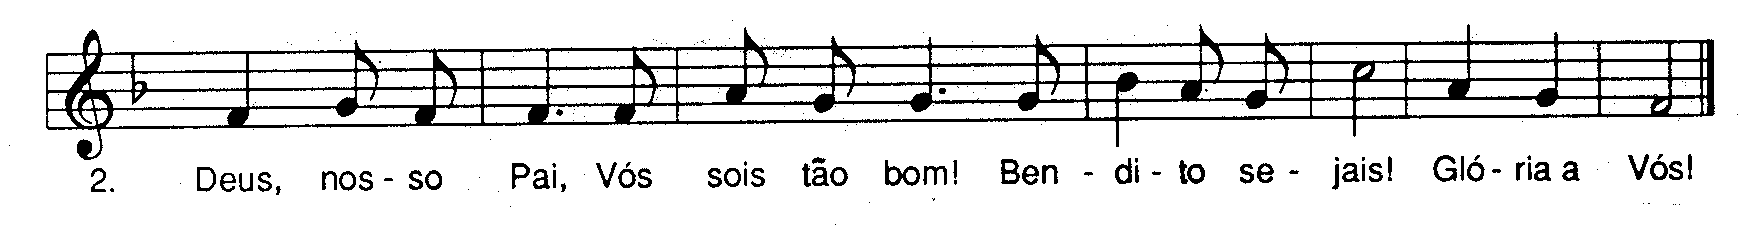 2. Deus, nos - so Pai, Vós sois tão bom! Ben - di - to se - jais! Gló - ria a Vós!